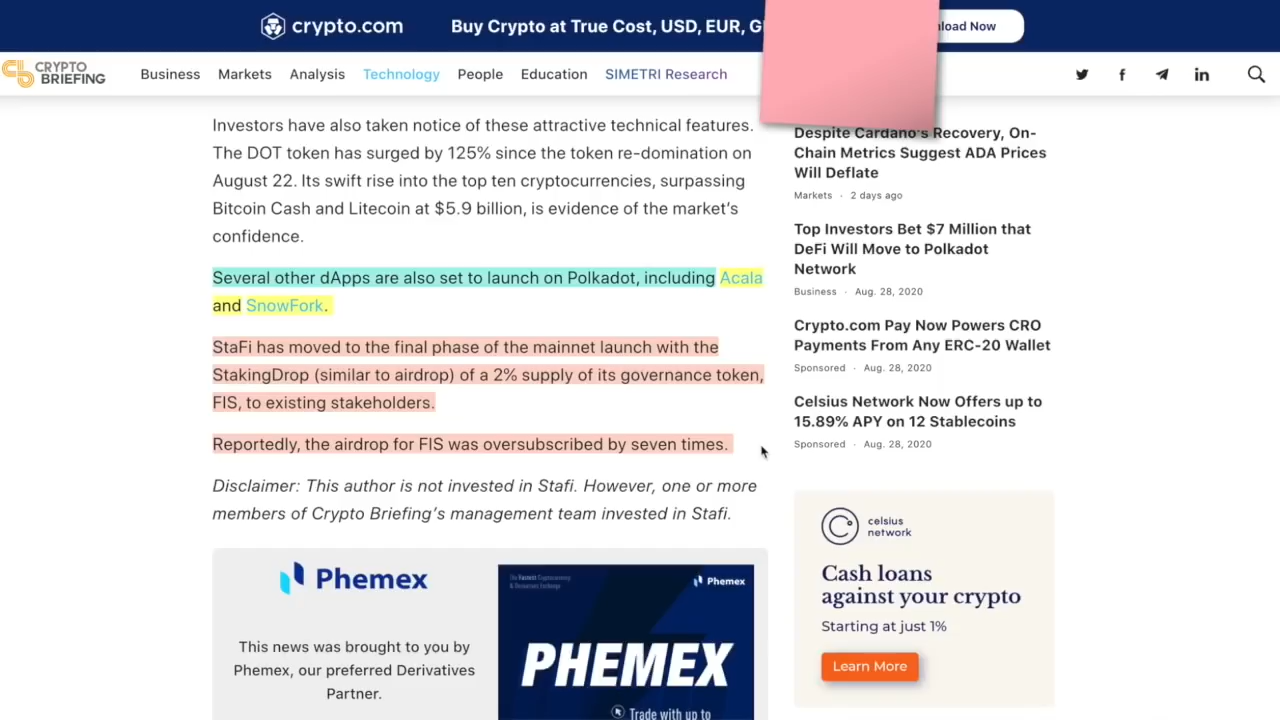 crypto.com
Buy Crypto at True Cost, USD, EUR,
Now
CRYPTO
BRIEFING
Business Markets Analysis Technology People Education SIMETRI Research
Investors have also taken notice of these attractive technical features.
The DOT token has surged by 125% since the token re-domination on
August 22. Its swift rise into the top ten cryptocurrencies, surpassing
Bitcoin Cash and Litecoin at $5.9 billion, is evidence of the market's
confidence.
Several other dApps are also set to launch on Polkadot, including Acala
and SnowFork.
StaFi has moved to the final phase of the mainnet launch with the
StakingDrop (similar to airdrop) of a 2% supply of its governance token,
FIS, to existing stakeholders.
Reportedly, the airdrop for FIS was oversubscribed by seven times.
Disclaimer: This author is not invested in Stafi. However, one or more
members of Crypto Briefing's management team invested in Stafi.
Phemex
This news was brought to you by
Phemex, our preferred Derivatives
Partner.
The Fastest Cryptocurrency
& Derivatives Exchange
Phemex
PHEMEX
Trade with up to
Despite Cardano's Recovery, On-
Chain Metrics Suggest ADA Prices
Will Deflate
Markets · 2 days ago
Top Investors Bet $7 Million that
DeFi Will Move to Polkadot
Network
Business · Aug. 28, 2020
Crypto.com Pay Now Powers CRO
Payments From Any ERC-20 Wallet
Sponsored · Aug. 28, 2020
Celsius Network Now Offers up to
15.89% APY on 12 Stablecoins
Sponsored · Aug. 28, 2020
celsius
network
Cash loans
against your crypto
Starting at just 1%
Learn More